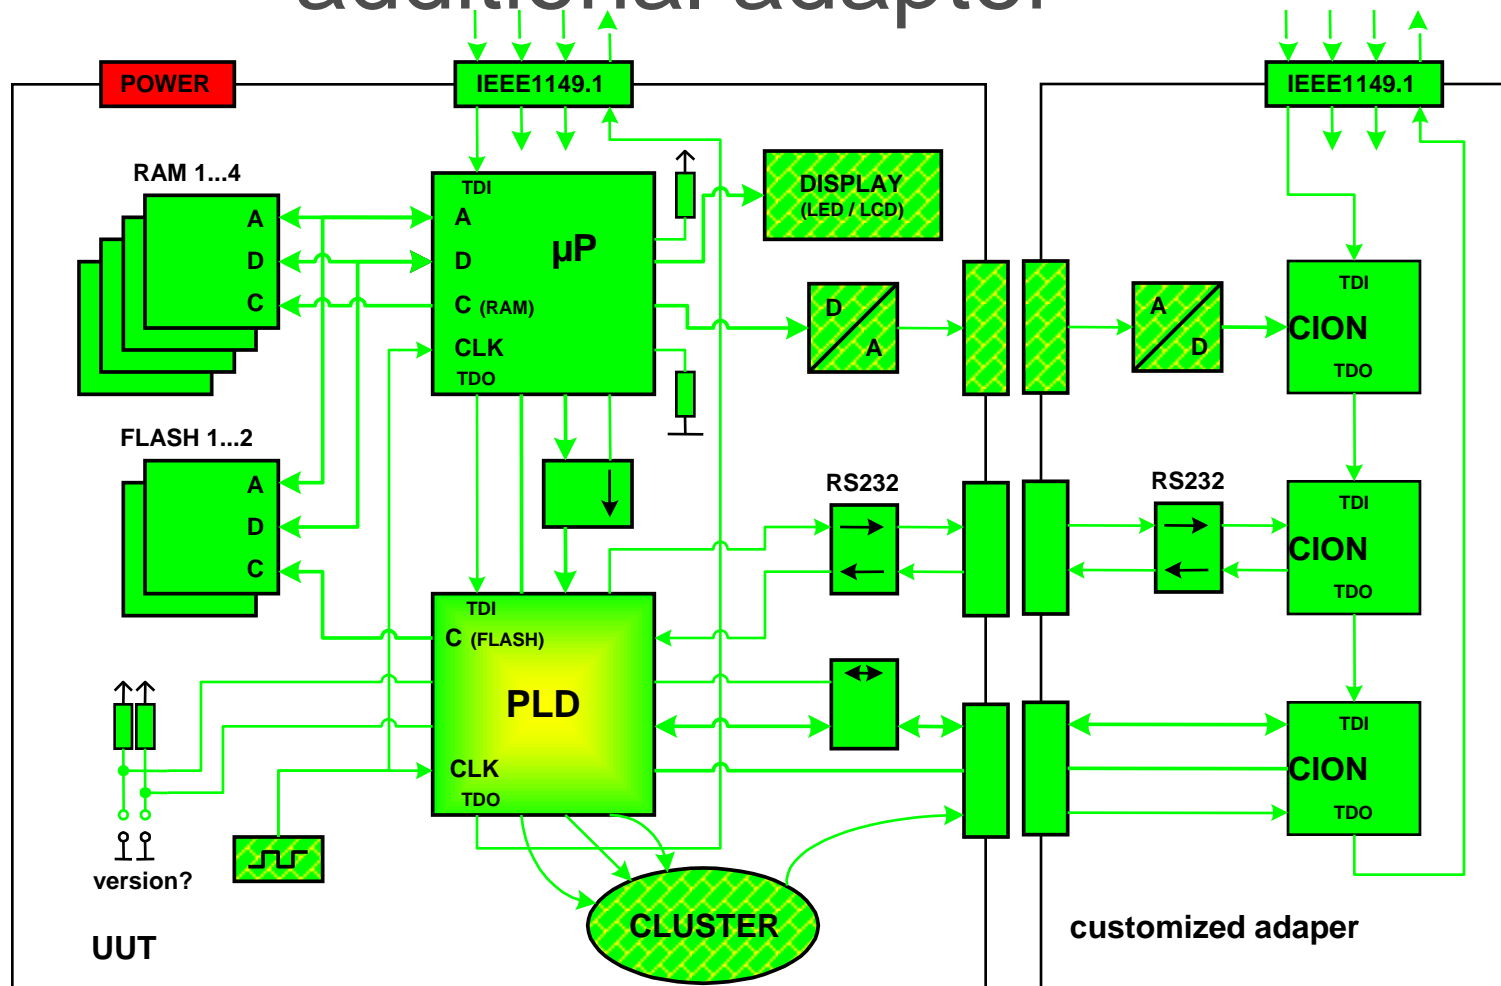 additional adaptor
POWER
IEEE1149.1
IEEE1149.1
RAM 1...4
A
D
C
TDI
A
D
C (RAM)
CLK
TDO
µP
DISPLAY
(LED / LCD)
D
A
A
D
TDI
CION
TDO
FLASH 1...2
A
D
C
RS232
RS232
TDI
CION
TDO
TDI
C (FLASH)
PLD
CLK
TDO
TDI
CION
TDO
version?
CLUSTER
UUT
customized adaper